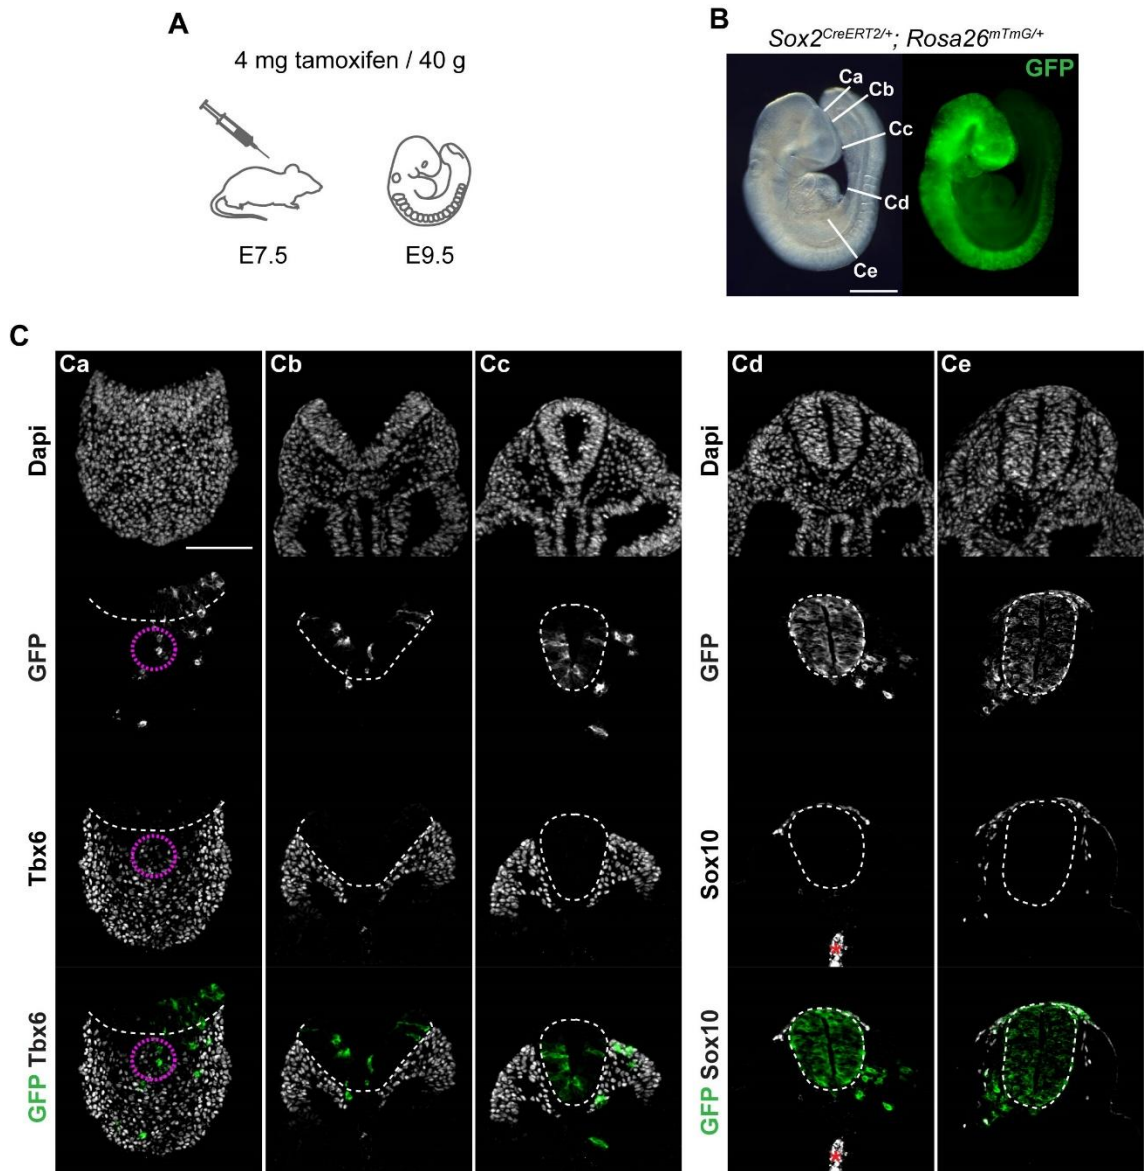 A
4 mg tamoxifen / 40 g
E7.5
E9.5
B
Sox2CreERT2/+; Rosa26mTmG/+
GFP
Ca
Cb
Cc
Cd
Ce
C
Ca
Cb
Cc
Cd
Ce
Dapi
Dapi
GFP
GFP
Tbx6
Sox10
*
GFP Tbx6
GFP Sox10
*